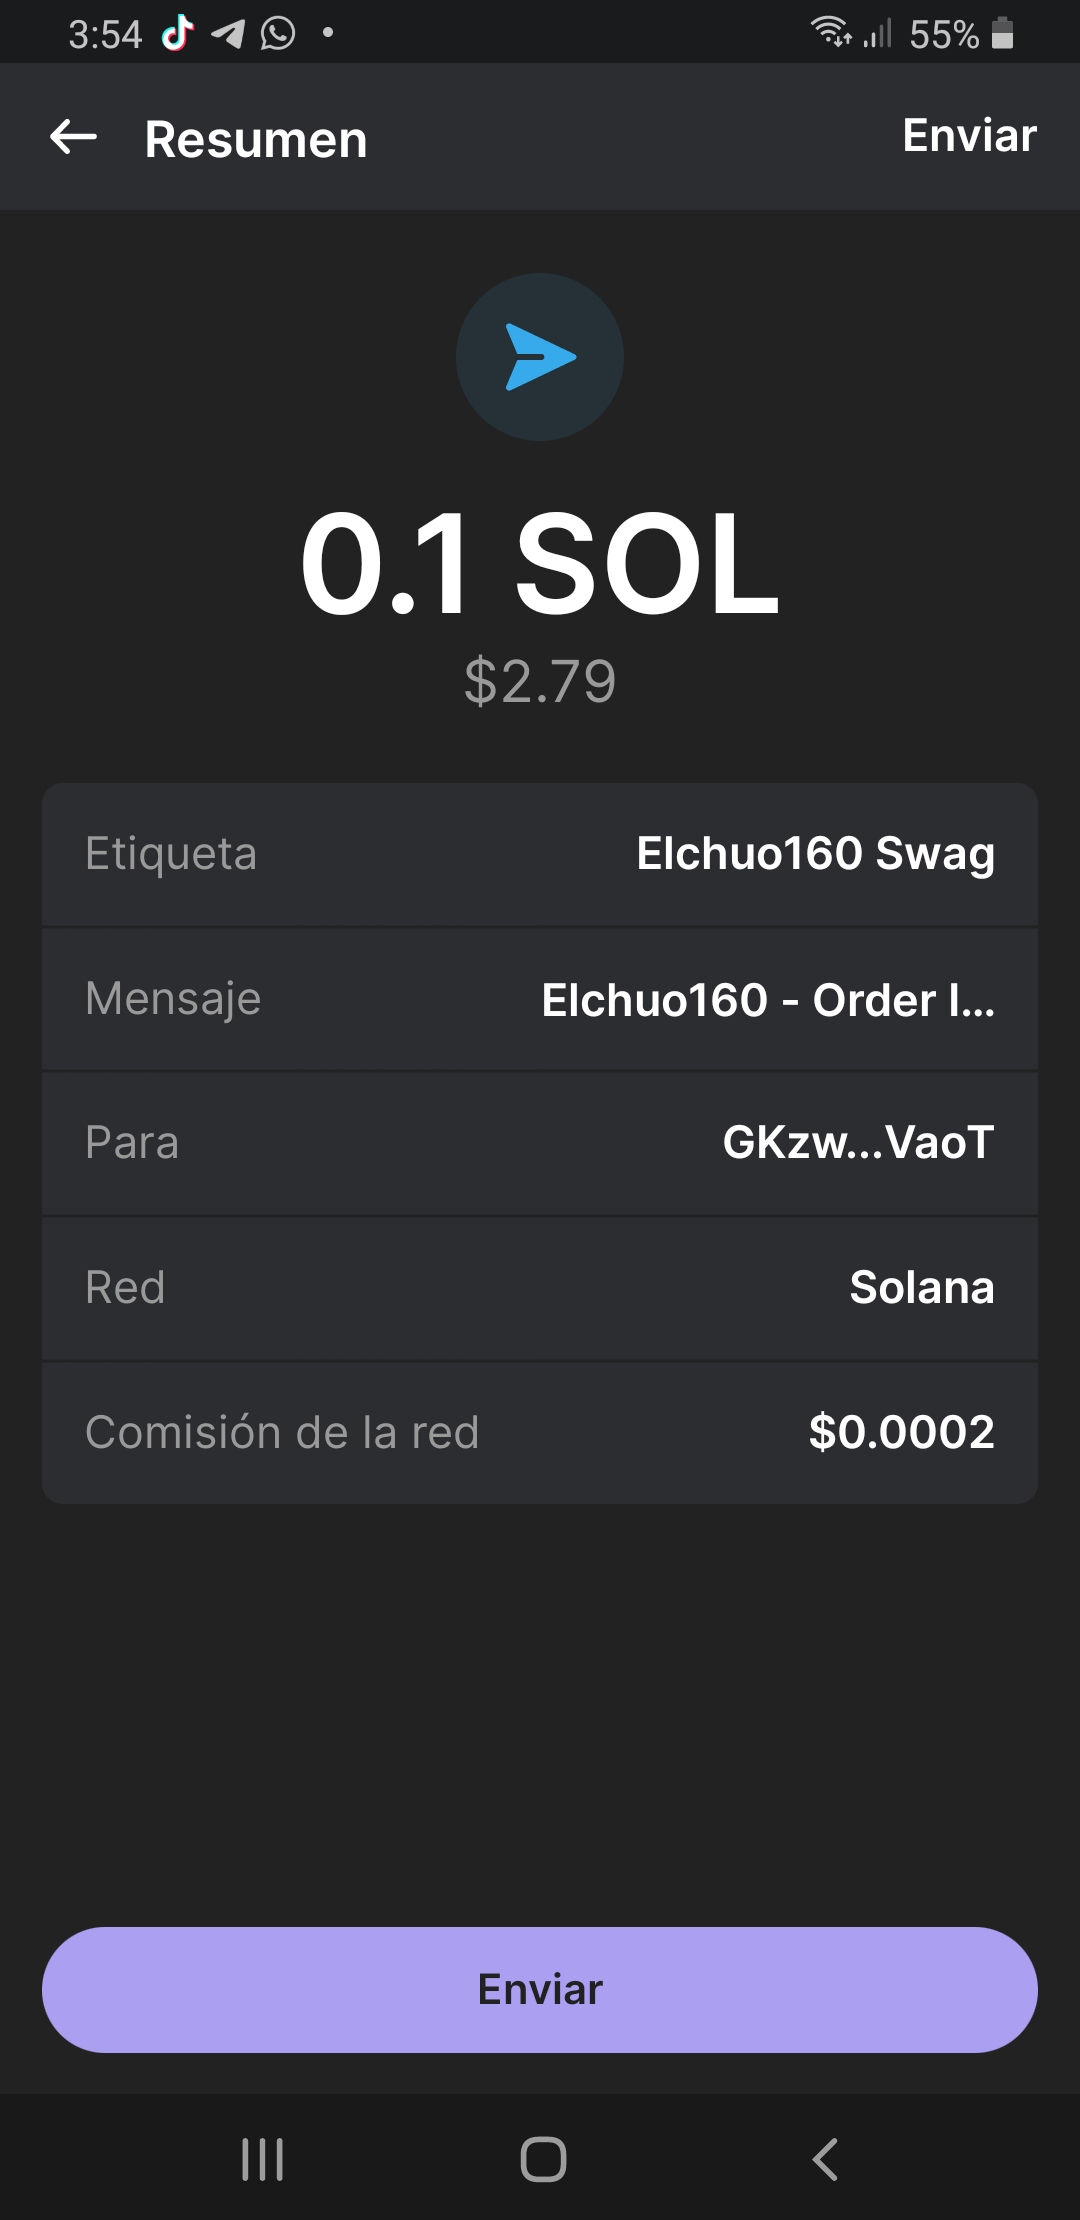 3:54
55%
Resumen
Enviar
0.1 SOL
$2.79
Etiqueta
Elchuo160 Swag
Mensaje
Elchuo160 - Order I...
Para
GKzw...VaoT
Red
Solana
Comisión de la red
$0.0002
Enviar